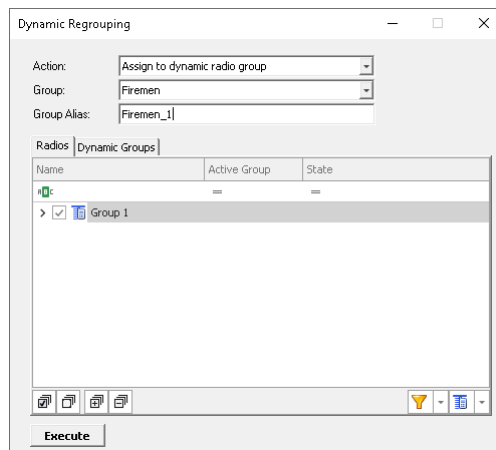 Dynamic Regrouping
Action: Assign to dynamic radio group
Group: Firemen
Group Alias: Firemen_1
Radios Dynamic Groups
Name Active Group State
= =
Group 1
Execute